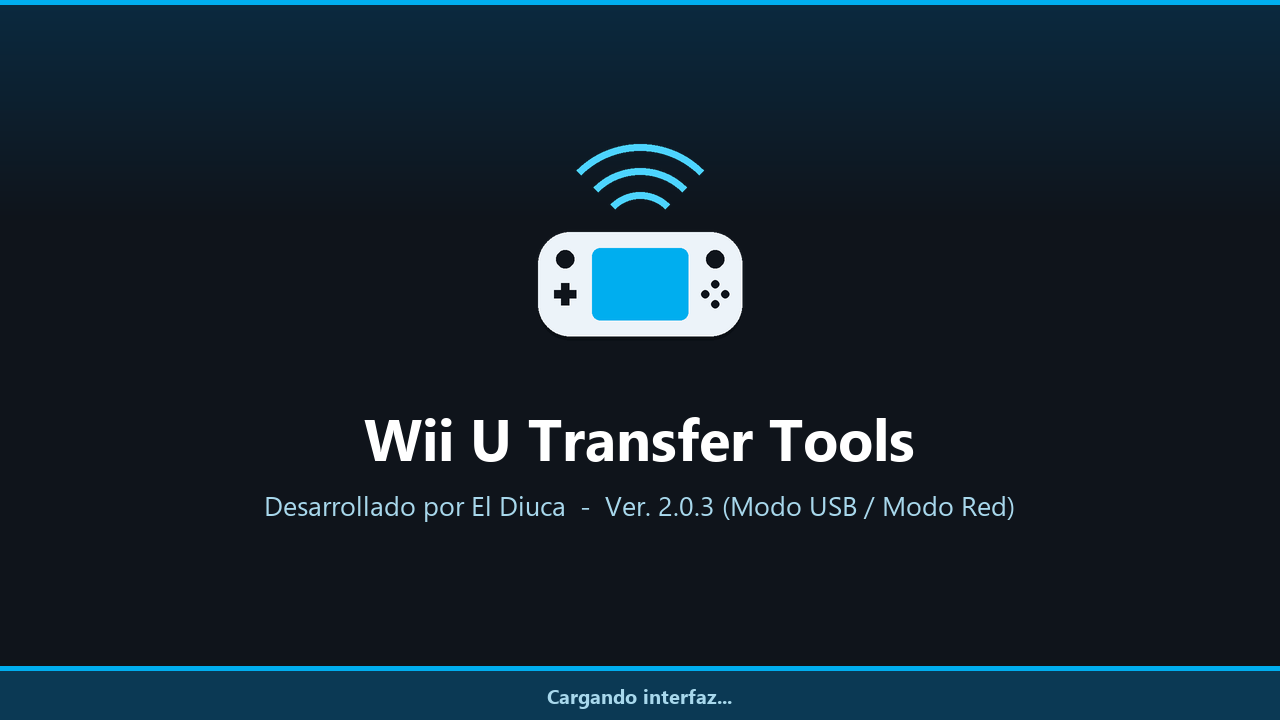 Wii U Transfer Tools
Desarrollado por El Diuca - Ver. 2.0.3 (Modo USB / Modo Red)
Cargando interfaz...